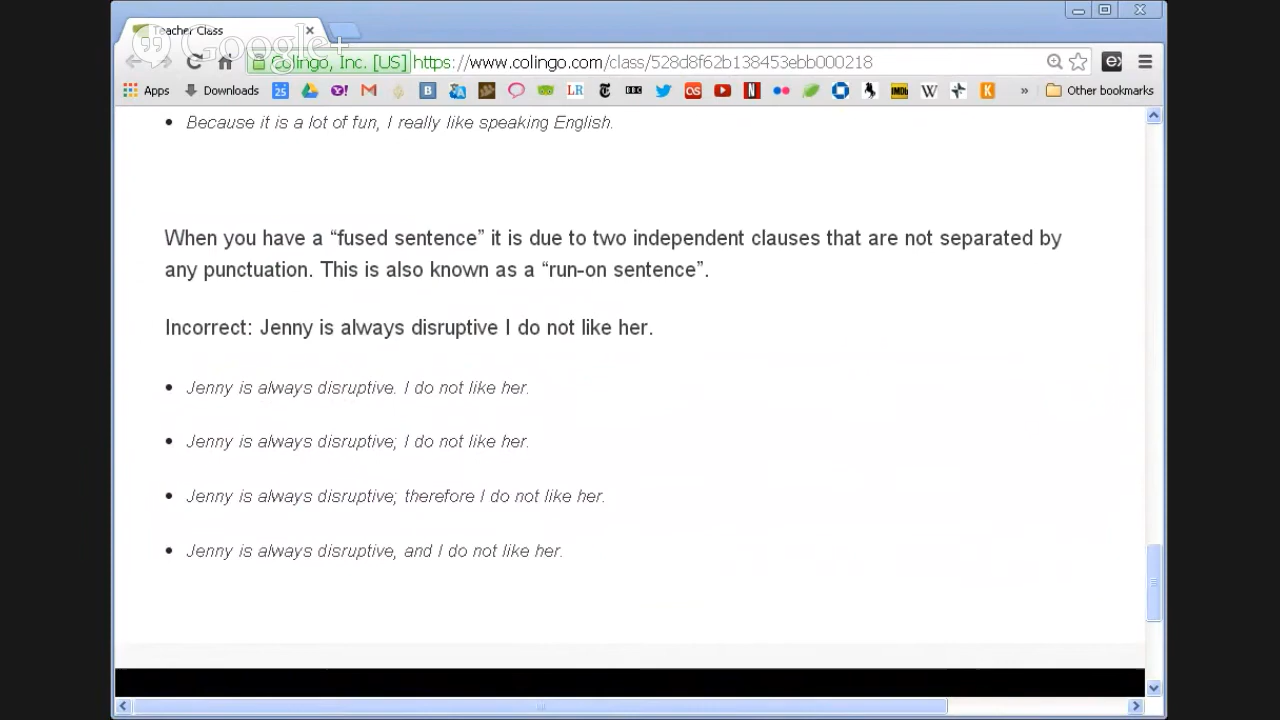 Teacher Class
Google+
Colingo, Inc. [US] https://www.colingo.com/class/528d8f62b138453ebb000218
Apps Downloads 25 Y! B LR BBC IMDb W K » Other bookmarks
• Because it is a lot of fun, I really like speaking English.
When you have a “fused sentence” it is due to two independent clauses that are not separated by
any punctuation. This is also known as a “run-on sentence”.
Incorrect: Jenny is always disruptive I do not like her.
• Jenny is always disruptive. I do not like her.
• Jenny is always disruptive; I do not like her.
• Jenny is always disruptive; therefore I do not like her.
• Jenny is always disruptive, and I do not like her.